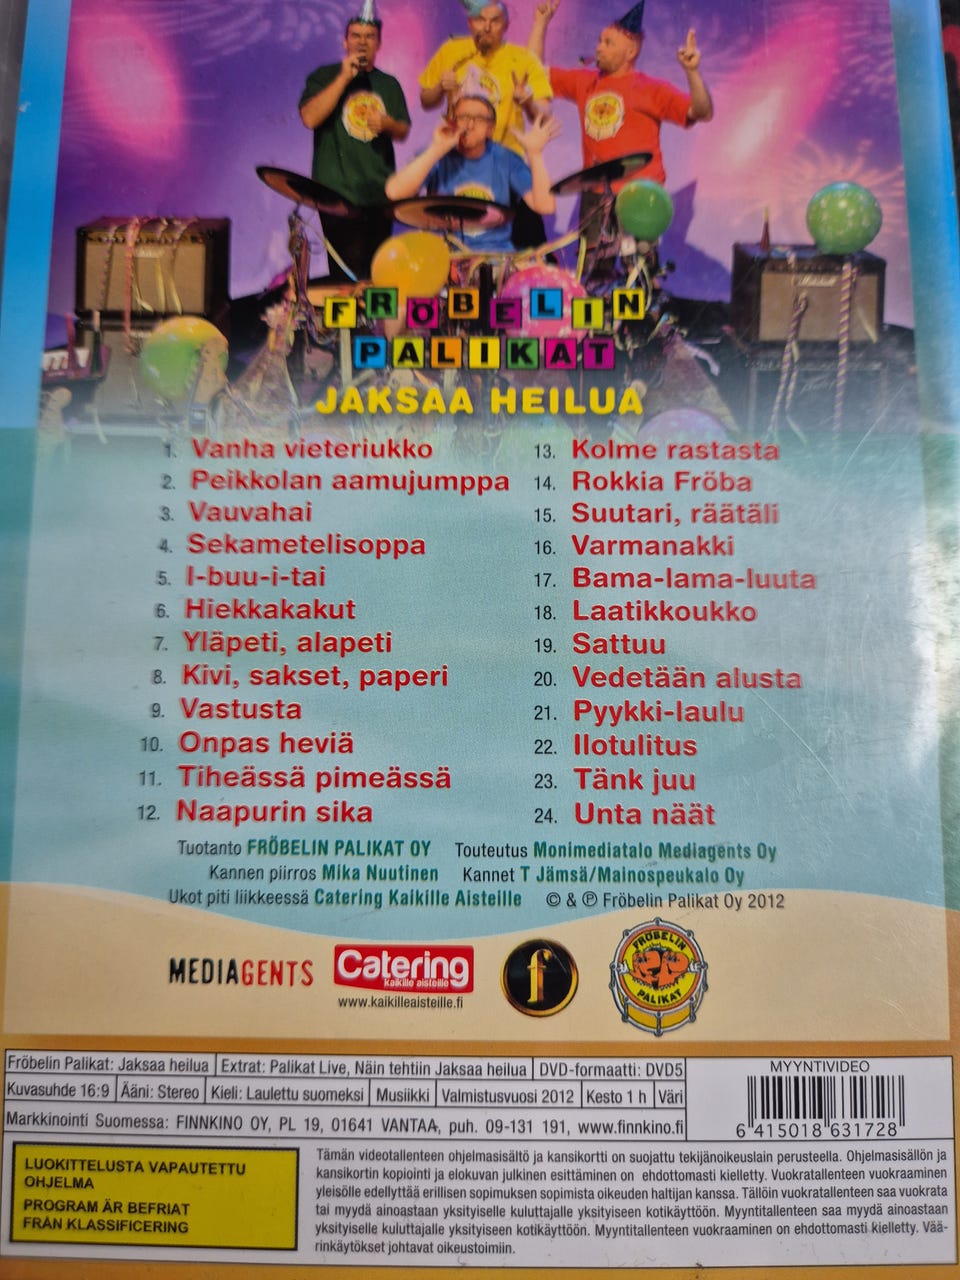 FRÖBELIN
PALIKAT
JAKSAA HEILUA
1. Vanha vieteriukko
2. Peikkolan aamujumppa
3. Vauvahai
4. Sekametelisoppa
5. I-buu-i-tai
6. Hiekkakakut
7. Yläpeti, alapeti
8. Kivi, sakset, paperi
9. Vastusta
10. Onpas heviä
11. Tiheässä pimeässä
12. Naapurin sika
13. Kolme rastasta
14. Rokkia Fröba
15. Suutari, räätäli
16. Varmanakki
17. Bama-lama-luuta
18. Laatikkoukko
19. Sattuu
20. Vedetään alusta
21. Pyykki-laulu
22. Ilotulitus
23. Tänk juu
24. Unta näät
Tuotanto FRÖBELIN PALIKAT OY Touteutus Monimediatalo Mediagents Oy
Kannen piirros Mika Nuutinen Kannet T Jämsä/Mainospeukalo Oy
Ukot piti liikkeessä Catering Kaikille Aisteille © & ℗ Fröbelin Palikat Oy 2012
MEDIAGENTS
Catering
kaikille aisteille
www.kaikilleaisteille.fi
f
FRÖBELIN
PALIKAT
Fröbelin Palikat: Jaksaa heilua Extrat: Palikat Live, Näin tehtiin Jaksaa heilua DVD-formaatti: DVD5
Kuvasuhde 16:9 Ääni: Stereo Kieli: Laulettu suomeksi Musiikki Valmistusvuosi 2012 Kesto 1 h Väri
Markkinointi Suomessa: FINNKINO OY, PL 19, 01641 VANTAA, puh. 09-131 191, www.finnkino.fi
MYYNTIVIDEO
6 415018 631728
LUOKITTELUSTA VAPAUTETTU
OHJELMA
PROGRAM ÄR BEFRIAT
FRÅN KLASSIFICERING
Tämän videotallenteen ohjelmasisältö ja kansikortti on suojattu tekijänoikeuslain perusteella. Ohjelmasisällön ja
kansikortin kopiointi ja elokuvan julkinen esittäminen on ehdottomasti kielletty. Vuokratallenteen vuokraaminen
yleisölle edellyttää erillisen sopimuksen sopimista oikeuden haltijan kanssa. Tällöin vuokratallenteen saa vuokrata
tai myydä ainoastaan yksityiselle kuluttajalle yksityiseen kotikäyttöön. Myyntitallenteen saa myydä ainoastaan
yksityiselle kuluttajalle yksityiseen kotikäyttöön. Myyntitallenteen vuokraaminen on ehdottomasti kielletty. Vää-
rinkäytökset johtavat oikeustoimiin.